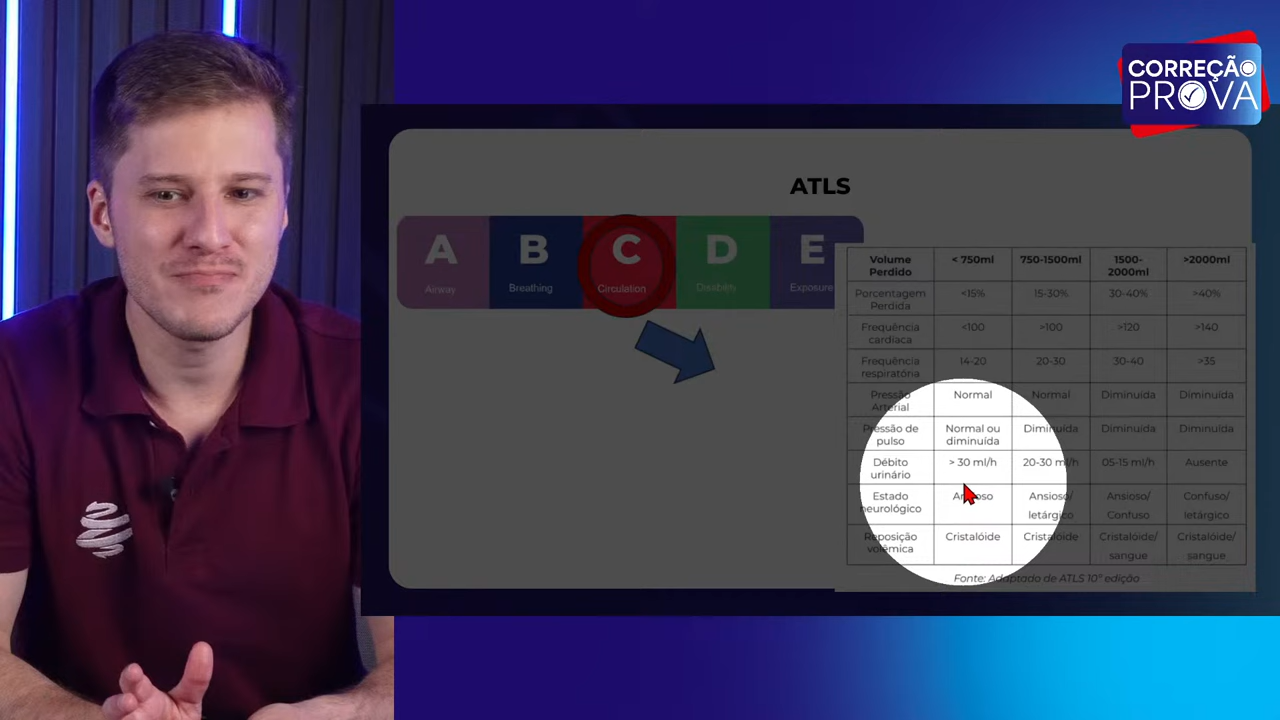 CORREÇÃO
PROVA
ATLS
A B C D E
Airway Breathing Circulation Disability Exposure
Volume Perdido < 750ml 750-1500ml 1500-2000ml >2000ml
Porcentagem Perdida <15% 15-30% 30-40% >40%
Frequência cardíaca <100 >100 >120 >140
Frequência respiratória 14-20 20-30 30-40 >35
Pressão Arterial Normal Normal Diminuída Diminuída
Pressão de pulso Normal ou diminuída Diminuída Diminuída Diminuída
Débito urinário > 30 ml/h 20-30 ml/h 05-15 ml/h Ausente
Estado neurológico Ansioso Ansioso/ letárgico Ansioso/ Confuso Confuso/ letárgico
Reposição volêmica Cristalóide Cristaloide Cristalóide/ sangue Cristalóide/ sangue
Fonte: Adaptado de ATLS 10ª edição